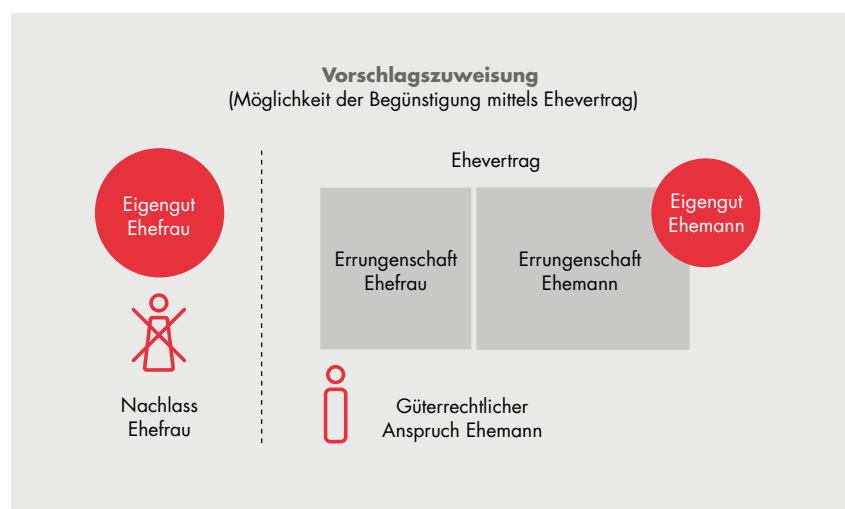 Vorschlagszuweisung
(Möglichkeit der Begünstigung mittels Ehevertrag)
Eigengut
Ehefrau
Nachlass
Ehefrau
Ehevertrag
Errungenschaft
Ehefrau
Errungenschaft
Ehemann
Eigengut
Ehemann
Güterrechtlicher
Anspruch Ehemann